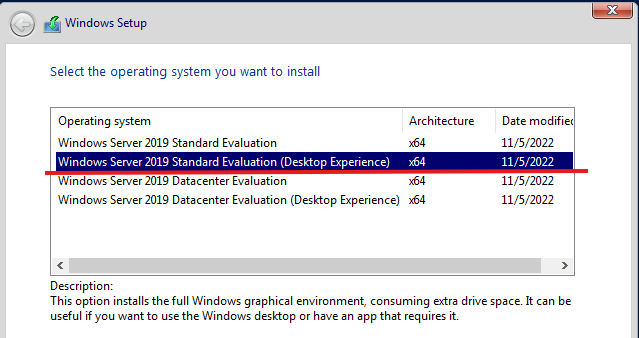 Windows Setup
Select the operating system you want to install
Operating system Architecture Date modified
Windows Server 2019 Standard Evaluation x64 11/5/2022
Windows Server 2019 Standard Evaluation (Desktop Experience) x64 11/5/2022
Windows Server 2019 Datacenter Evaluation x64 11/5/2022
Windows Server 2019 Datacenter Evaluation (Desktop Experience) x64 11/5/2022
Description:
This option installs the full Windows graphical environment, consuming extra drive space. It can be
useful if you want to use the Windows desktop or have an app that requires it.